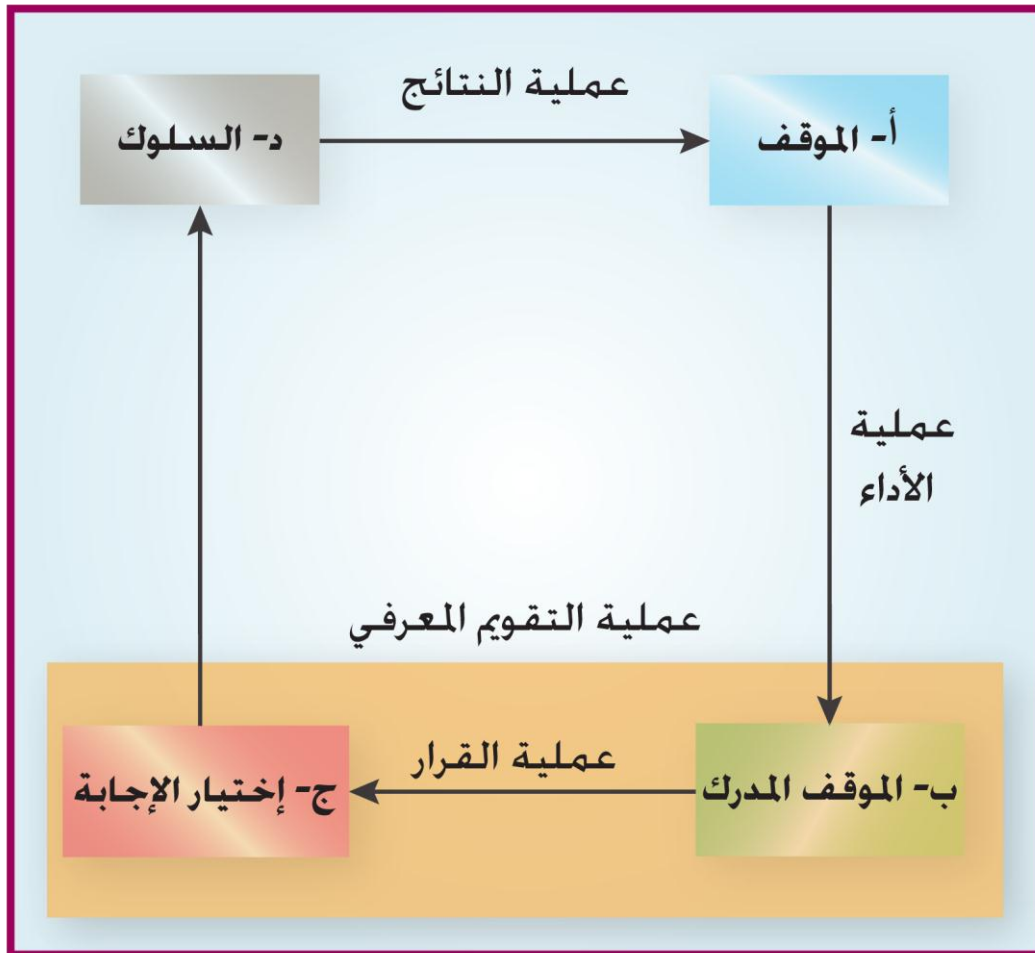 عملية النتائج
أ- الموقف
د- السلوك
عملية
الأداء
عملية التقويم المعرفي
ب- الموقف المدرك
عملية القرار
ج- إختيار الإجابة